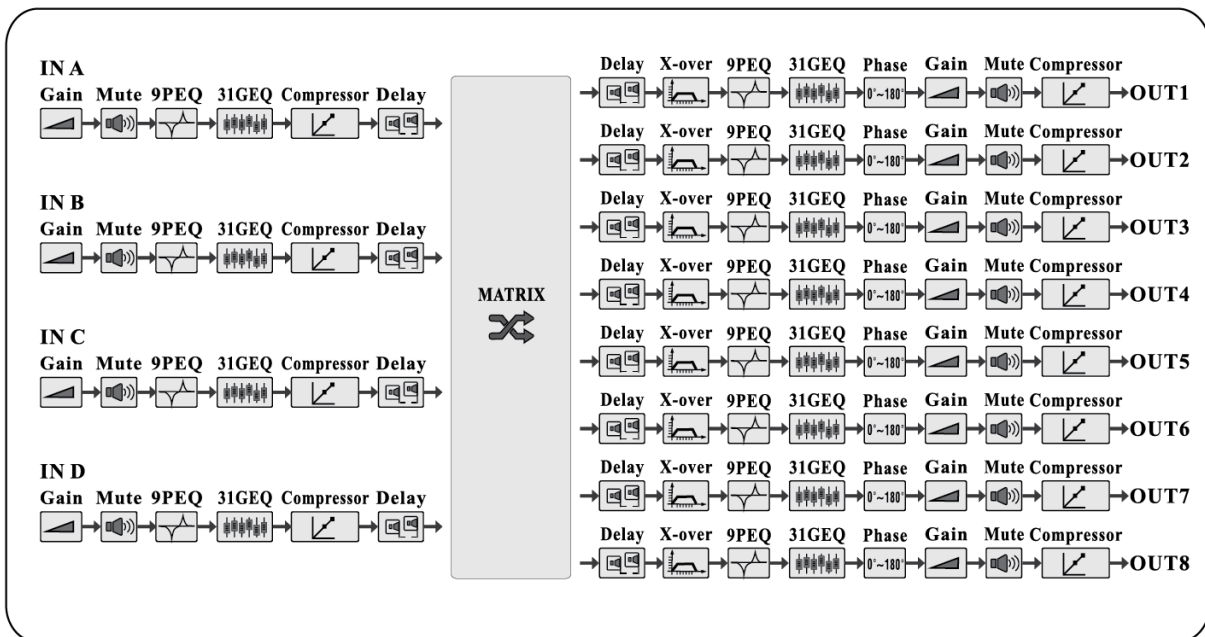 IN A
Gain Mute 9PEQ 31GEQ Compressor Delay
IN B
Gain Mute 9PEQ 31GEQ Compressor Delay
IN C
Gain Mute 9PEQ 31GEQ Compressor Delay
IN D
Gain Mute 9PEQ 31GEQ Compressor Delay
MATRIX
Delay X-over 9PEQ 31GEQ Phase Gain Mute Compressor
0°~180° OUT1
Delay X-over 9PEQ 31GEQ Phase Gain Mute Compressor
0°~180° OUT2
Delay X-over 9PEQ 31GEQ Phase Gain Mute Compressor
0°~180° OUT3
Delay X-over 9PEQ 31GEQ Phase Gain Mute Compressor
0°~180° OUT4
Delay X-over 9PEQ 31GEQ Phase Gain Mute Compressor
0°~180° OUT5
Delay X-over 9PEQ 31GEQ Phase Gain Mute Compressor
0°~180° OUT6
Delay X-over 9PEQ 31GEQ Phase Gain Mute Compressor
0°~180° OUT7
Delay X-over 9PEQ 31GEQ Phase Gain Mute Compressor
0°~180° OUT8